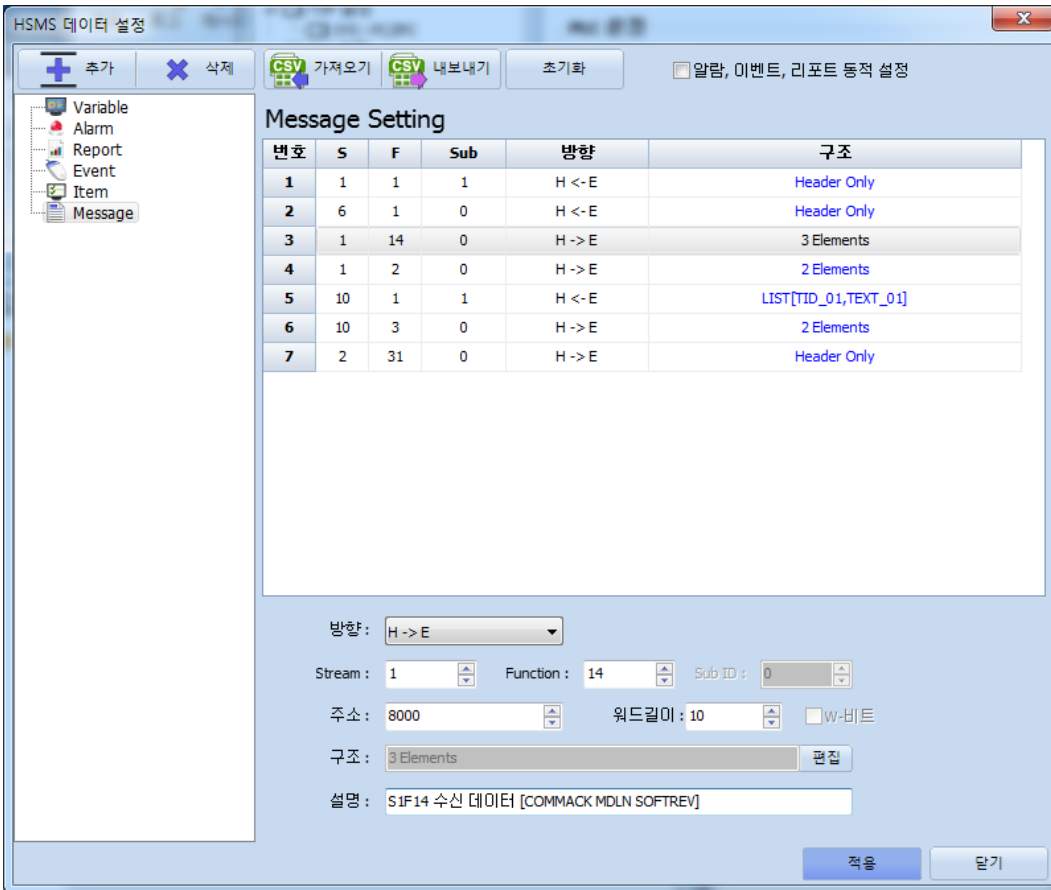 HSMS 데이터 설정
추가 삭제 CSV 가져오기 CSV 내보내기 초기화 알람, 이벤트, 리포트 동적 설정
Variable
Alarm
Report
Event
Item
Message
Message Setting
번호 S F Sub 방향 구조
1 1 1 1 H <- E Header Only
2 6 1 0 H <- E Header Only
3 1 14 0 H -> E 3 Elements
4 1 2 0 H -> E 2 Elements
5 10 1 1 H <- E LIST[TID_01,TEXT_01]
6 10 3 0 H -> E 2 Elements
7 2 31 0 H -> E Header Only
방향 : H -> E
Stream : 1 Function : 14 Sub ID : 0
주소 : 8000 워드길이 : 10 W-비트
구조 : 3 Elements 편집
설명 : S1F14 수신 데이터 [COMMACK MDLN SOFTREV]
적용 닫기